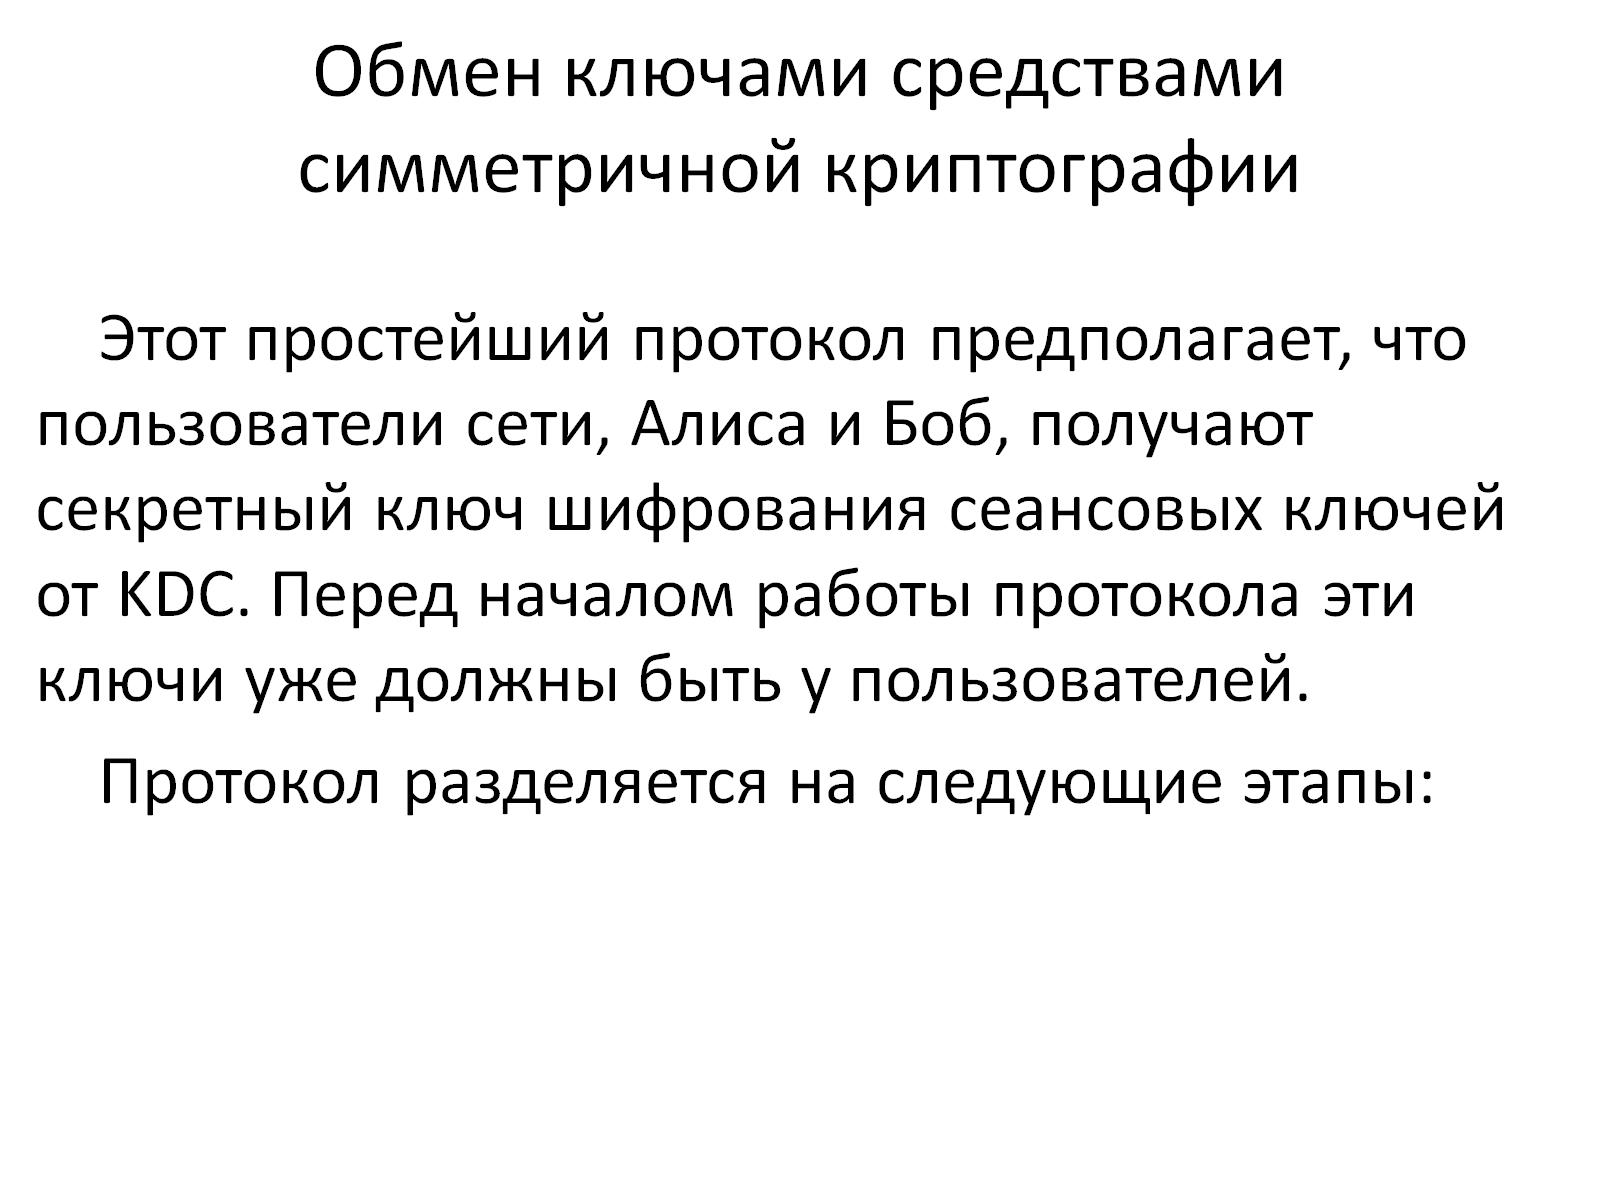 Обмен ключами средствами
симметричной криптографии
Этот простейший протокол предполагает, что
пользователи сети, Алиса и Боб, получают
секретный ключ шифрования сеансовых ключей
от KDC. Перед началом работы протокола эти
ключи уже должны быть у пользователей.
Протокол разделяется на следующие этапы: